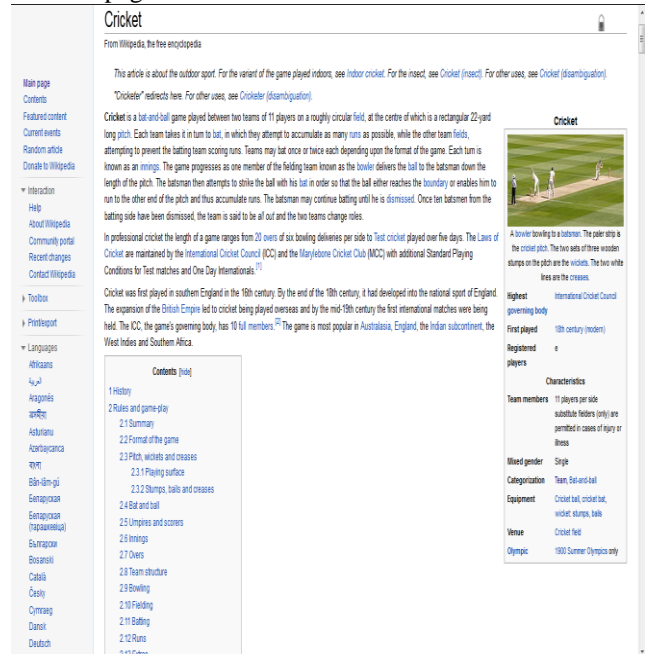 Cricket
From Wikipedia, the free encyclopedia
This article is about the outdoor sport. For the variant of the game played indoors, see Indoor cricket. For the insect, see Cricket (insect). For other uses, see Cricket (disambiguation).
"Cricketer" redirects here. For other uses, see Cricketer (disambiguation).
Cricket is a bat-and-ball game played between two teams of 11 players on a roughly circular field, at the centre of which is a rectangular 22-yard
long pitch. Each team takes it in turn to bat, in which they attempt to accumulate as many runs as possible, while the other team fields,
attempting to prevent the batting team scoring runs. Teams may bat once or twice each depending upon the format of the game. Each turn is
known as an innings. The game progresses as one member of the fielding team known as the bowler delivers the ball to the batsman down the
length of the pitch. The batsman then attempts to strike the ball with his bat in order so that the ball either reaches the boundary or enables him to
run to the other end of the pitch and thus accumulate runs. The batsman may continue batting until he is dismissed. Once ten batsmen from the
batting side have been dismissed, the team is said to be all out and the two teams change roles.
In professional cricket the length of a game ranges from 20 overs of six bowling deliveries per side to Test cricket played over five days. The Laws of
Cricket are maintained by the International Cricket Council (ICC) and the Marylebone Cricket Club (MCC) with additional Standard Playing
Conditions for Test matches and One Day Internationals.[1]
Cricket was first played in southern England in the 16th century. By the end of the 18th century, it had developed into the national sport of England.
The expansion of the British Empire led to cricket being played overseas and by the mid-19th century the first international matches were being
held. The ICC, the game's governing body, has 10 full members.[2] The game is most popular in Australasia, England, the Indian subcontinent, the
West Indies and Southern Africa.
Contents [hide]
1 History
2 Rules and game-play
2.1 Summary
2.2 Format of the game
2.3 Pitch, wickets and creases
2.3.1 Playing surface
2.3.2 Stumps, bails and creases
2.4 Bat and ball
2.5 Umpires and scorers
2.6 Innings
2.7 Overs
2.8 Team structure
2.9 Bowling
2.10 Fielding
2.11 Batting
2.12 Runs
2.13 Extras
Main page
Contents
Featured content
Current events
Random article
Donate to Wikipedia
Interaction
Help
About Wikipedia
Community portal
Recent changes
Contact Wikipedia
Toolbox
Print/export
Languages
Afrikaans
العربية
Aragonés
অসমীয়া
Asturianu
Azərbaycanca
বাংলা
Bân-lâm-gú
Беларуская
Беларуская
(тарашкевіца)
Български
Bosanski
Català
Česky
Cymraeg
Dansk
Deutsch
Cricket
A bowler bowling to a batsman. The paler strip is
the cricket pitch. The two sets of three wooden
stumps on the pitch are the wickets. The two white
lines are the creases.
Highest International Cricket Council
governing body
First played 18th century (modern)
Registered e
players
Characteristics
Team members 11 players per side
substitute fielders (only) are
permitted in cases of injury or
illness
Mixed gender Single
Categorization Team, Bat-and-ball
Equipment Cricket ball, cricket bat,
wicket: stumps, bails
Venue Cricket field
Olympic 1900 Summer Olympics only